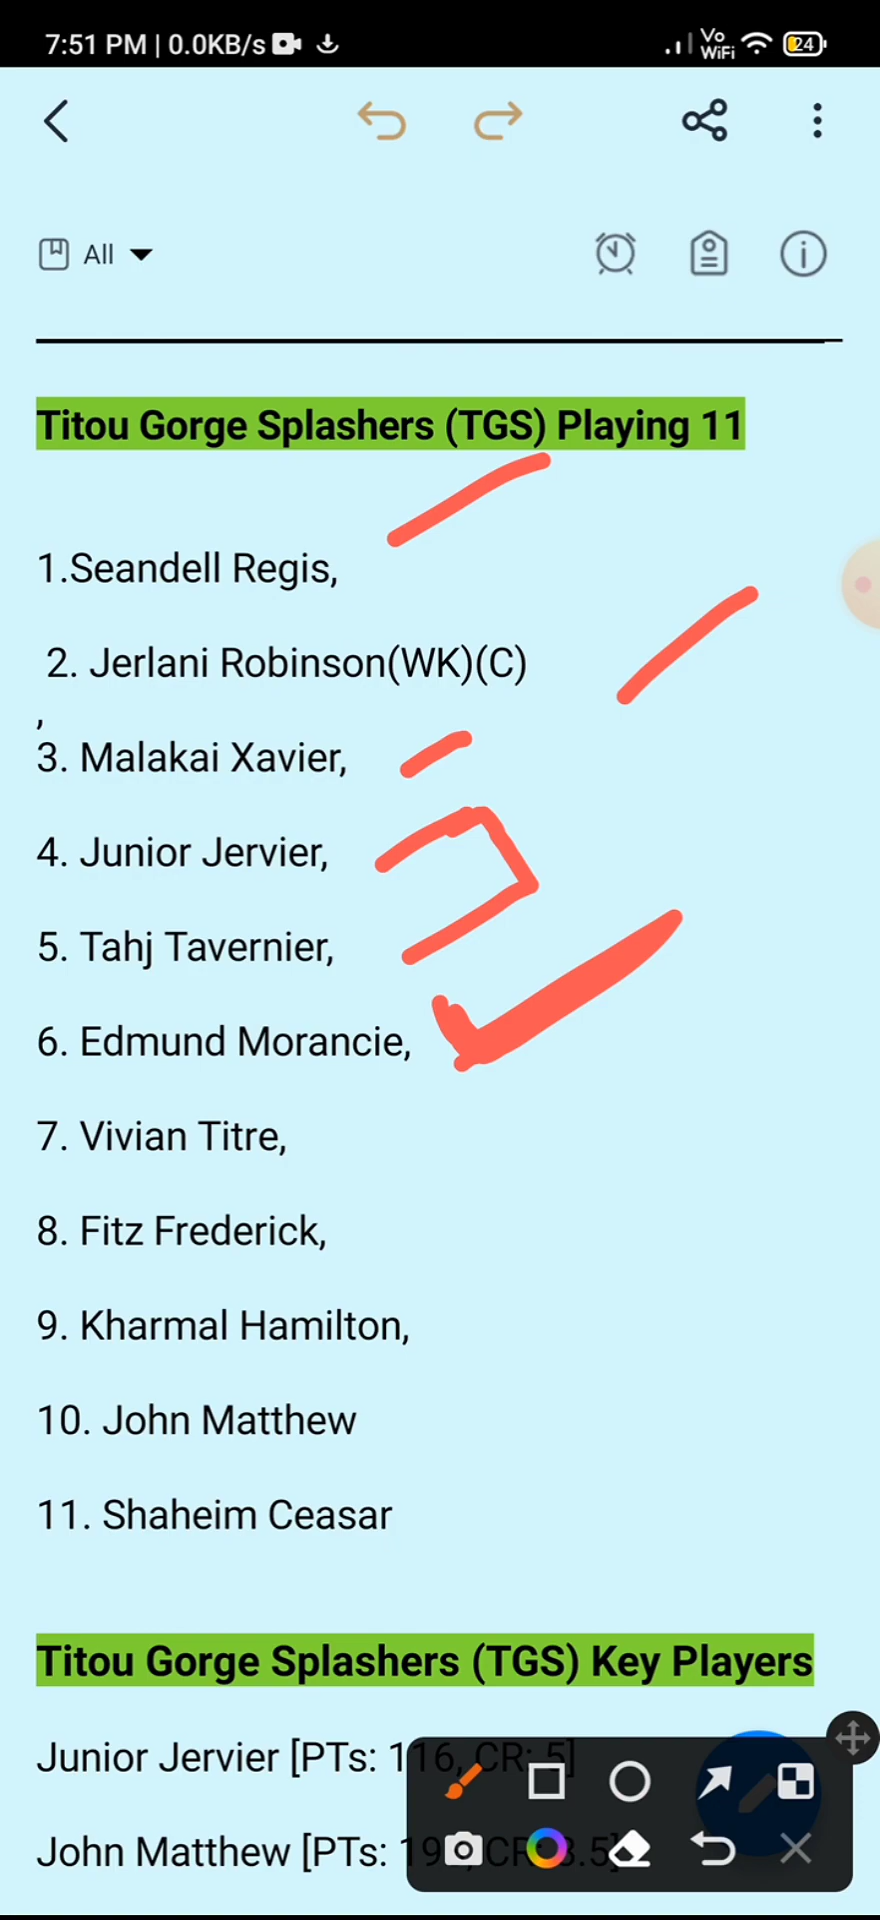 7:51 PM | 0.0KB/s
Vo
WiFi
24
All
Titou Gorge Splashers (TGS) Playing 11
1.Seandell Regis,
2. Jerlani Robinson(WK)(C)
,
3. Malakai Xavier,
4. Junior Jervier,
5. Tahj Tavernier,
6. Edmund Morancie,
7. Vivian Titre,
8. Fitz Frederick,
9. Kharmal Hamilton,
10. John Matthew
11. Shaheim Ceasar
Titou Gorge Splashers (TGS) Key Players
Junior Jervier [PTs: 116, CR: 5]
John Matthew [PTs: